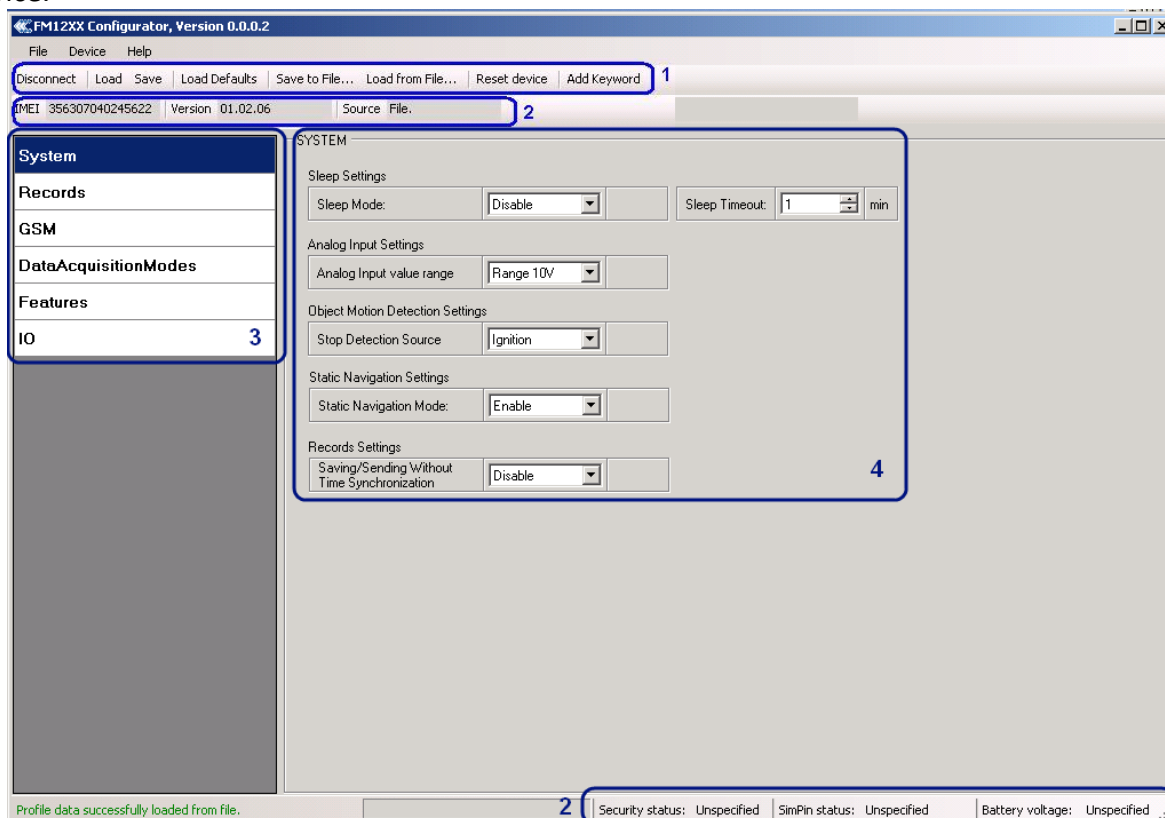 FM12XX Configurator, Version 0.0.0.2
File Device Help
Disconnect Load Save Load Defaults Save to File... Load from File... Reset device Add Keyword 1
IMEI 356307040245622 Version 01.02.06 Source File. 2
System
Records
GSM
DataAcquisitionModes
Features
IO 3
SYSTEM
Sleep Settings
Sleep Mode: Disable Sleep Timeout: 1 min
Analog Input Settings
Analog Input value range Range 10V
Object Motion Detection Settings
Stop Detection Source Ignition
Static Navigation Settings
Static Navigation Mode: Enable
Records Settings
Saving/Sending Without
Time Synchronization Disable 4
Profile data successfully loaded from file. 2 Security status: Unspecified SimPin status: Unspecified Battery voltage: Unspecified